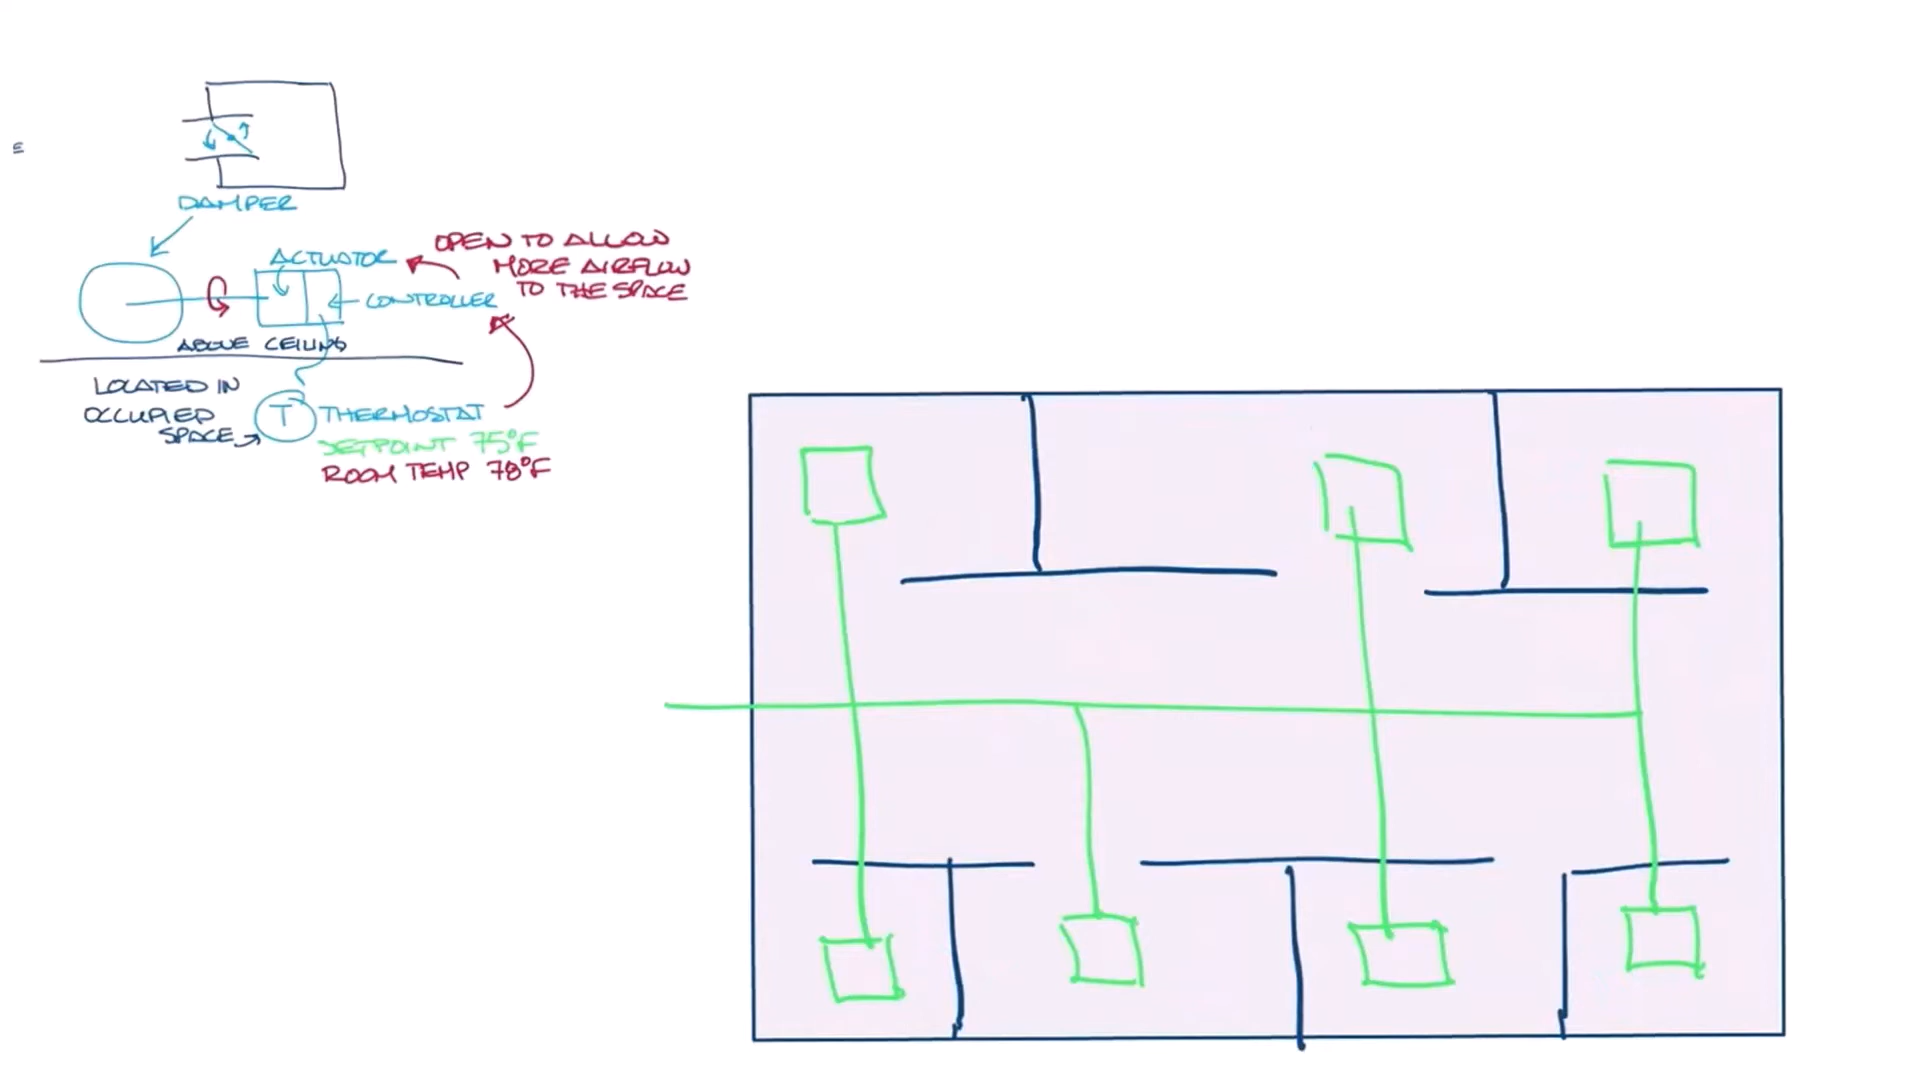 DAMPER
ACTUATOR
OPEN TO ALLOW
MORE AIRFLOW
TO THE SPACE
CONTROLLER
ABOVE CEILING
LOCATED IN
OCCUPIED
SPACE
T
THERMOSTAT
SETPOINT 75°F
ROOM TEMP 78°F